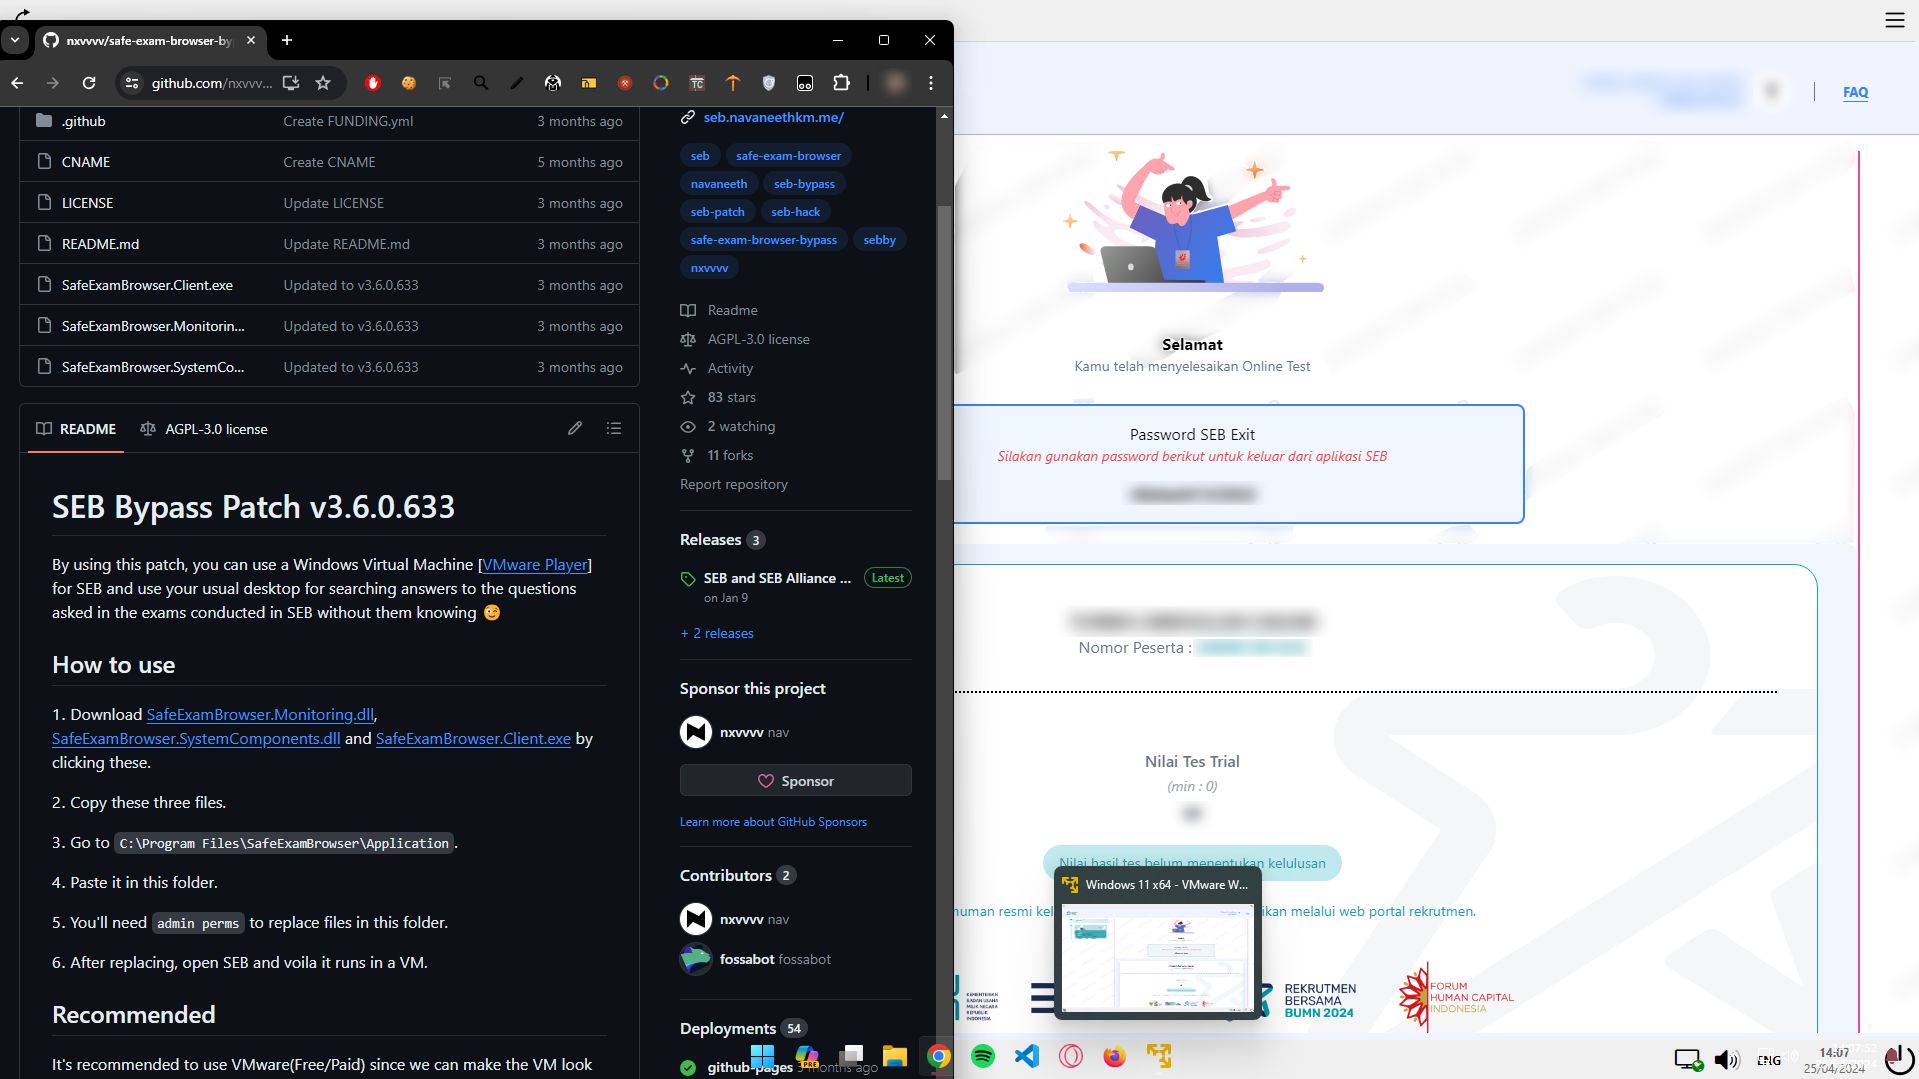 nxvvvv/safe-exam-browser-by
github.com/nxvvv...
.github
Create FUNDING.yml
3 months ago
CNAME
Create CNAME
5 months ago
LICENSE
Update LICENSE
3 months ago
README.md
Update README.md
3 months ago
SafeExamBrowser.Client.exe
Updated to v3.6.0.633
3 months ago
SafeExamBrowser.Monitorin...
Updated to v3.6.0.633
3 months ago
SafeExamBrowser.SystemCo...
Updated to v3.6.0.633
3 months ago
README
AGPL-3.0 license
SEB Bypass Patch v3.6.0.633
By using this patch, you can use a Windows Virtual Machine [VMware Player]
for SEB and use your usual desktop for searching answers to the questions
asked in the exams conducted in SEB without them knowing 😉
How to use
1. Download SafeExamBrowser.Monitoring.dll,
SafeExamBrowser.SystemComponents.dll and SafeExamBrowser.Client.exe by
clicking these.
2. Copy these three files.
3. Go to C:\Program Files\SafeExamBrowser\Application.
4. Paste it in this folder.
5. You'll need admin perms to replace files in this folder.
6. After replacing, open SEB and voila it runs in a VM.
Recommended
It's recommended to use VMware(Free/Paid) since we can make the VM look
seb.navaneethkm.me/
seb
safe-exam-browser
navaneeth
seb-bypass
seb-patch
seb-hack
safe-exam-browser-bypass
sebby
nxvvvv
Readme
AGPL-3.0 license
Activity
83 stars
2 watching
11 forks
Report repository
Releases 3
SEB and SEB Alliance ...
Latest
on Jan 9
+ 2 releases
Sponsor this project
nxvvvv nav
Sponsor
Learn more about GitHub Sponsors
Contributors 2
nxvvvv nav
fossabot fossabot
Deployments 54
github-pages 3 months ago
FAQ
Selamat
Kamu telah menyelesaikan Online Test
Password SEB Exit
Silakan gunakan password berikut untuk keluar dari aplikasi SEB
Nomor Peserta :
Nilai Tes Trial
(min : 0)
Nilai hasil tes belum menentukan kelulusan
Windows 11 x64 - VMware W...
numan resmi kel
ikan melalui web portal rekrutmen.
KEMENTERIAN
BADAN USAHA
MILIK NEGARA
REPUBLIK
INDONESIA
REKRUTMEN
BERSAMA
BUMN 2024
FORUM
HUMAN CAPITAL
INDONESIA
TC
PRE
ENG
14:07
25/04/2024